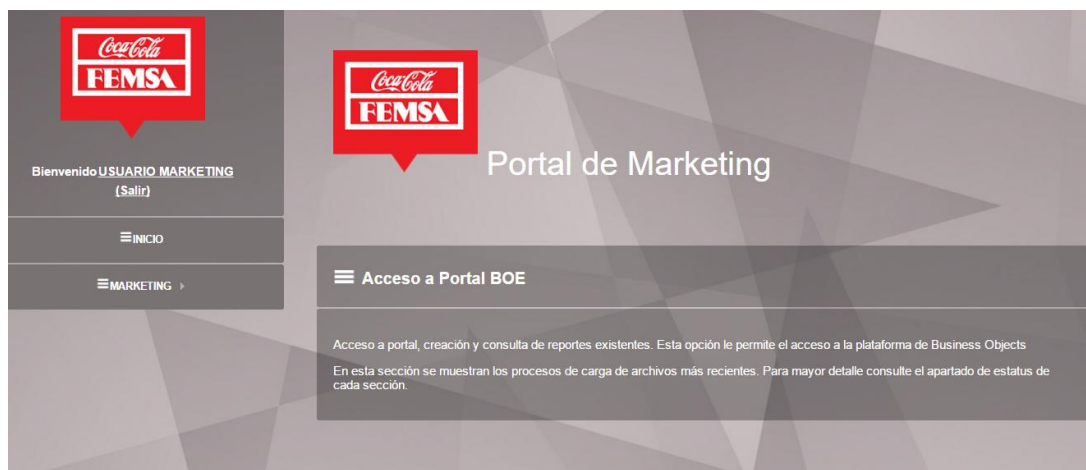 Coca-Cola
FEMSA
Bienvenido USUARIO MARKETING
(Salir)
INICIO
MARKETING
Coca-Cola
FEMSA
Portal de Marketing
Acceso a Portal BOE
Acceso a portal, creación y consulta de reportes existentes. Esta opción le permite el acceso a la plataforma de Business Objects
En esta sección se muestran los procesos de carga de archivos más recientes. Para mayor detalle consulte el apartado de estatus de
cada sección.